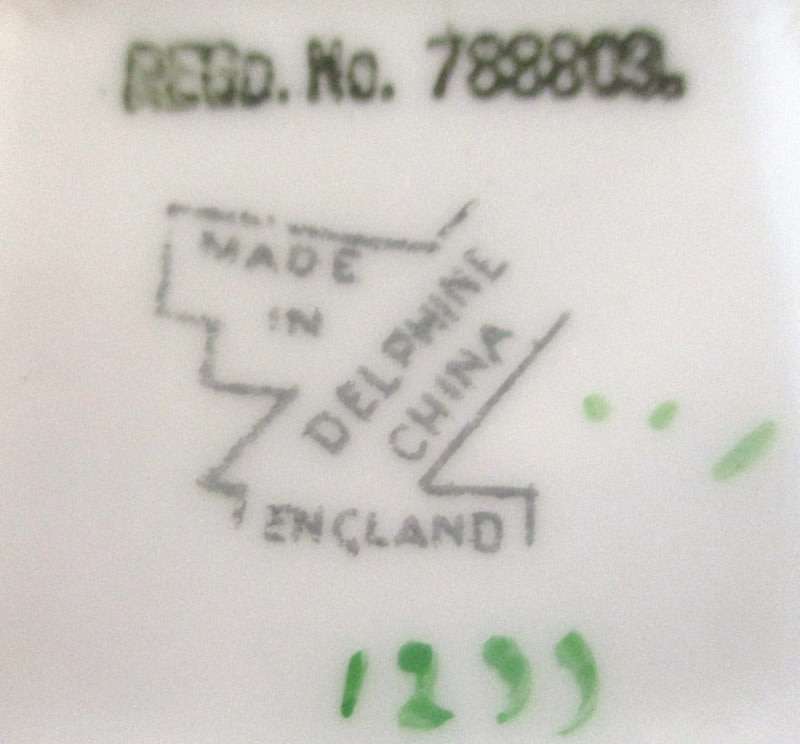 REGD. No. 788803.
MADE
IN
DELPHINE
CHINA
ENGLAND